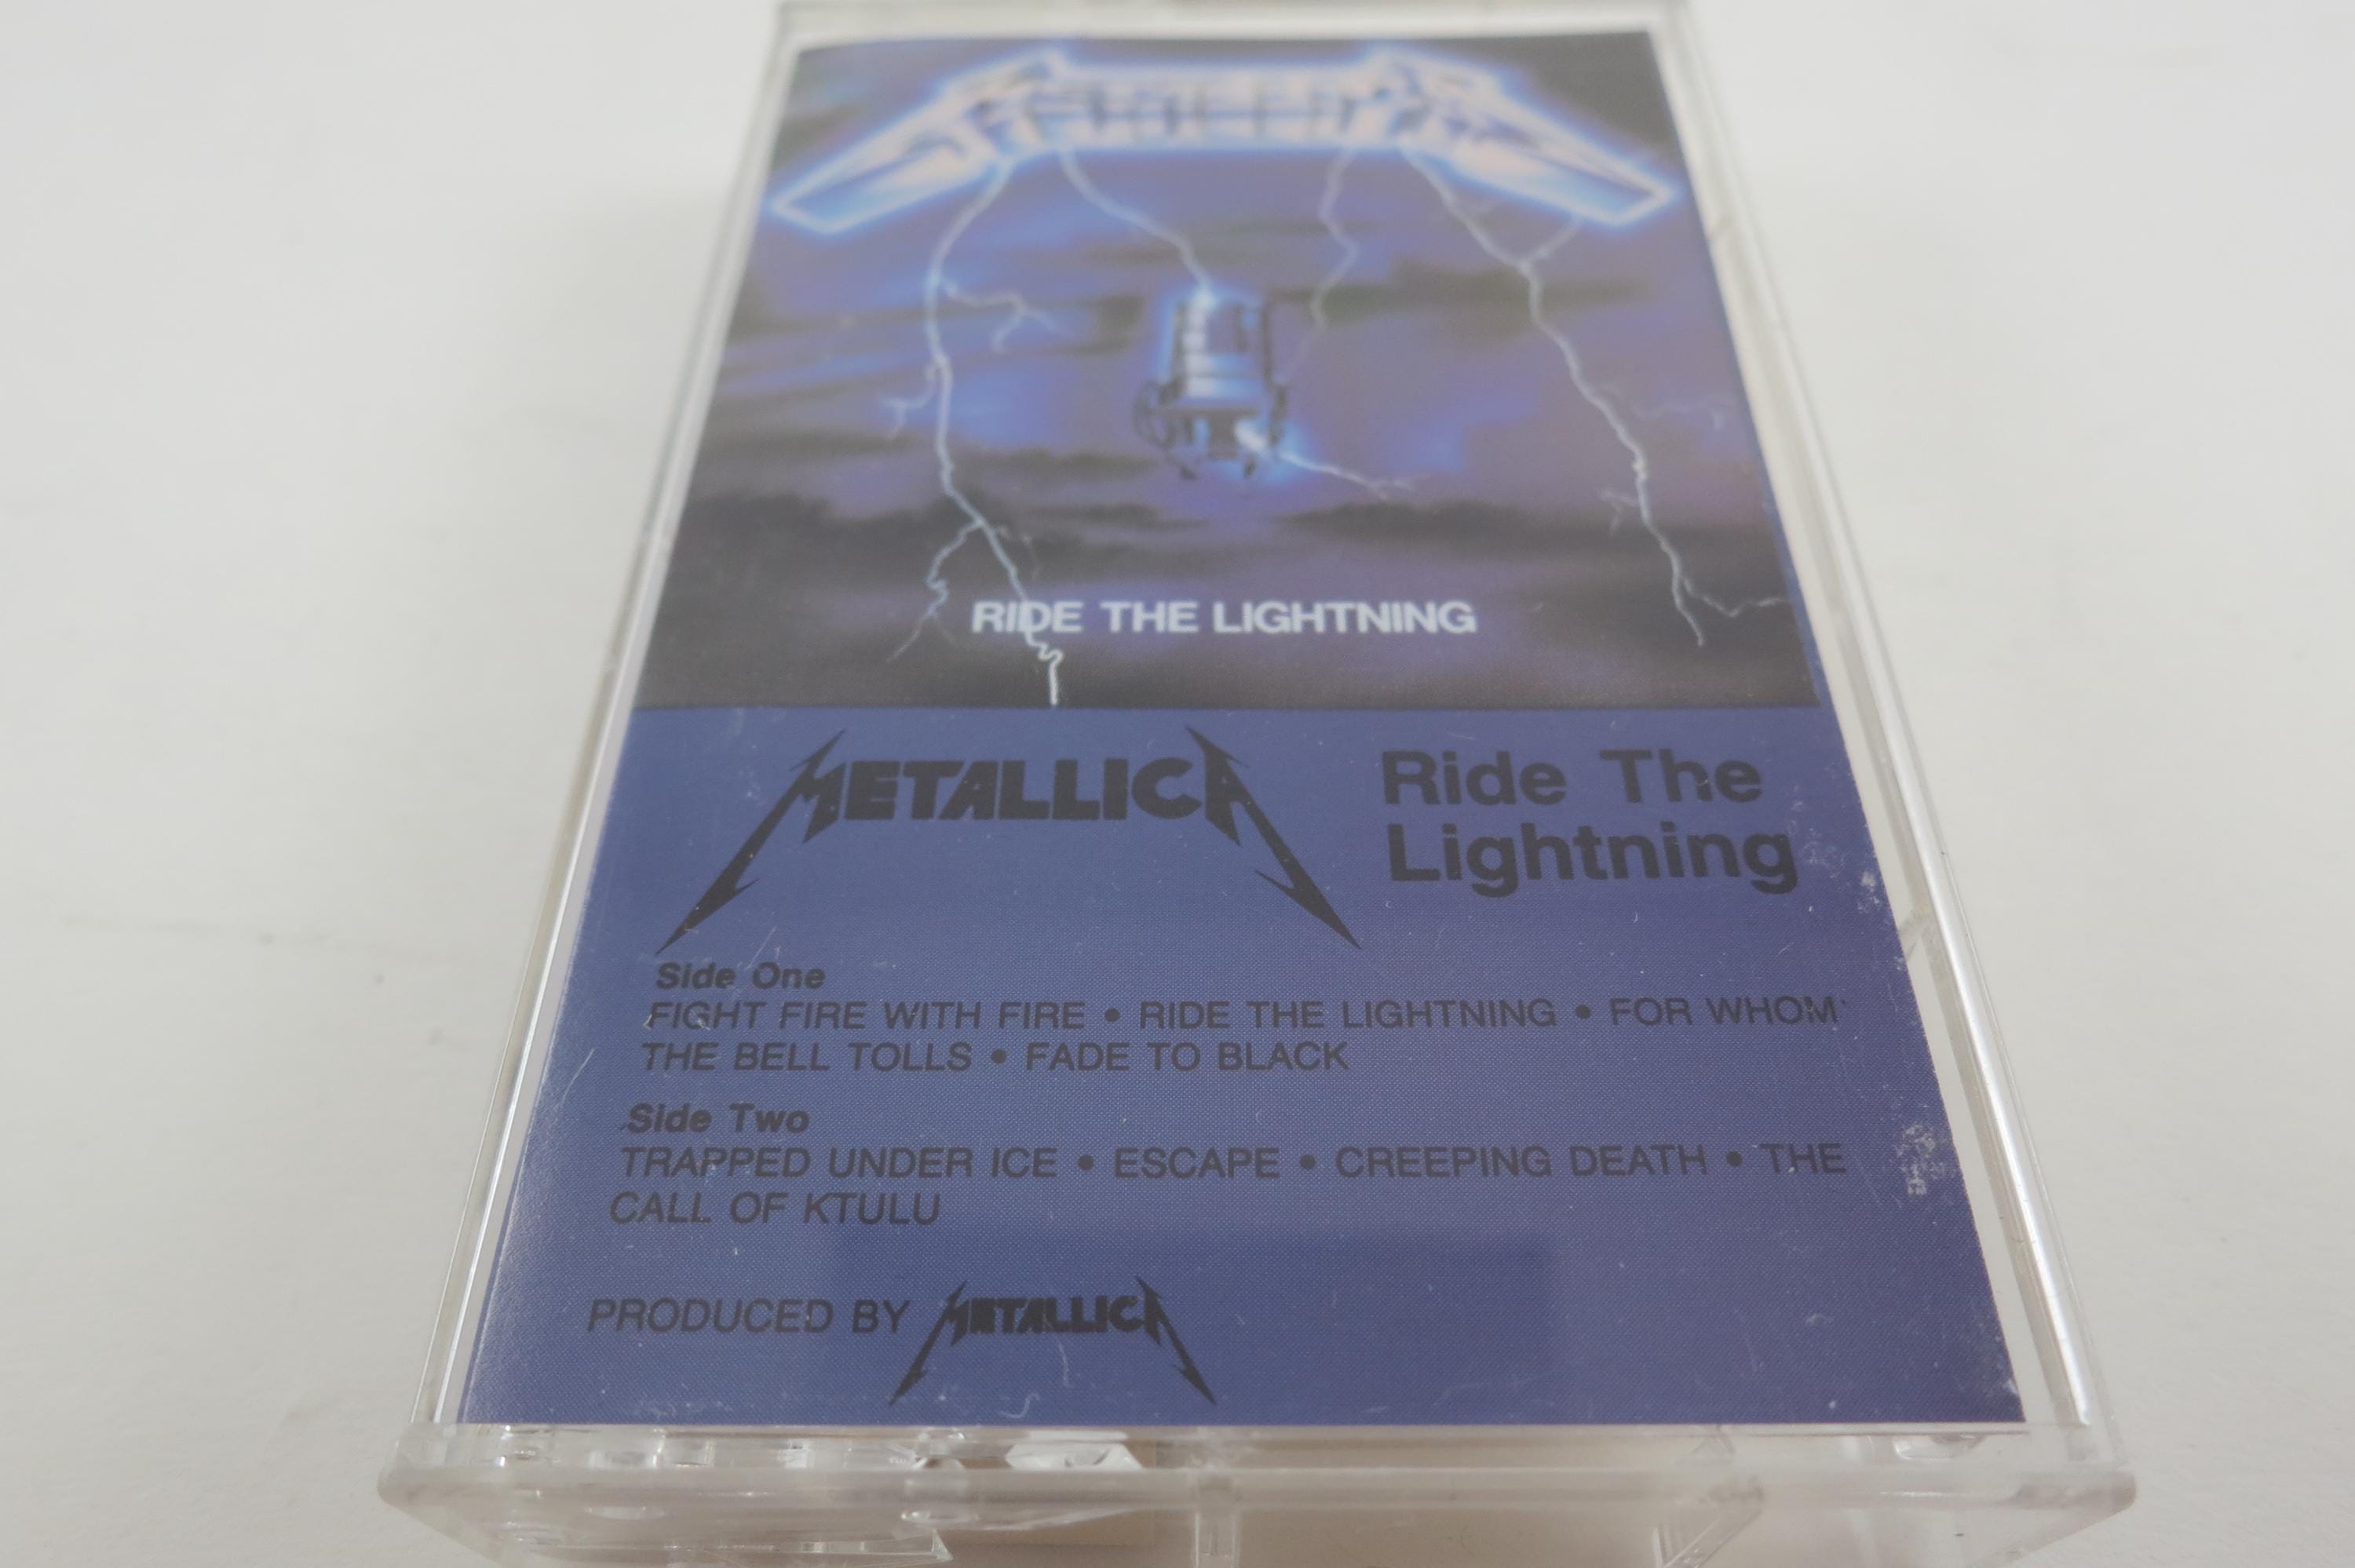 METALLICA
RIDE THE LIGHTNING
METALLICA
Ride The
Lightning
Side One
FIGHT FIRE WITH FIRE • RIDE THE LIGHTNING • FOR WHOM
THE BELL TOLLS • FADE TO BLACK
Side Two
TRAPPED UNDER ICE • ESCAPE • CREEPING DEATH • THE
CALL OF KTULU
PRODUCED BY METALLICA